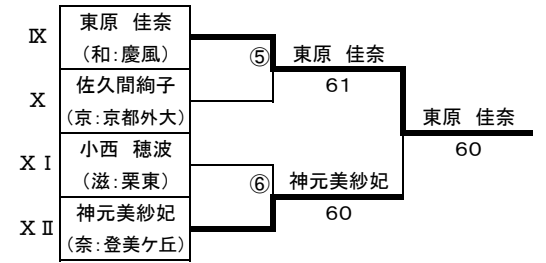 Ⅸ
東原 佳奈
(和：慶風)
⑤
東原 佳奈
61
Ⅹ
佐久間絢子
(京：京都外大)
東原 佳奈
60
ⅩⅠ
小西 穂波
(滋：栗東)
⑥
神元美紗妃
60
ⅩⅡ
神元美紗妃
(奈：登美ケ丘)